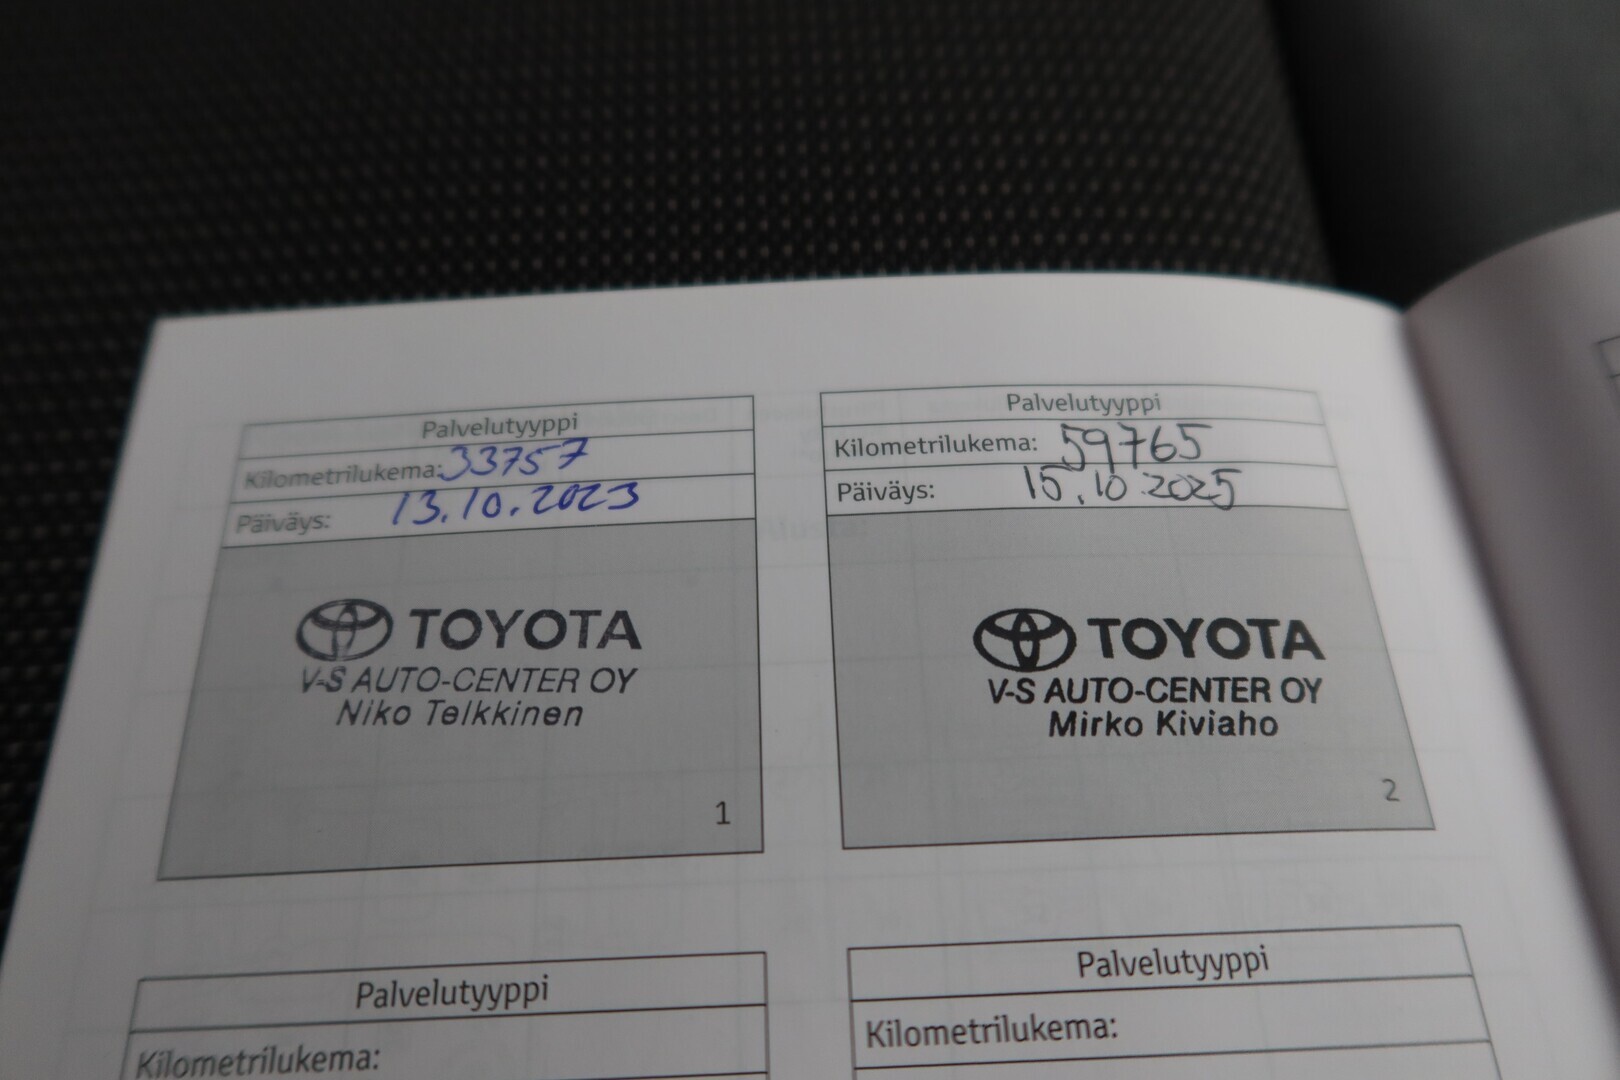 Palvelutyyppi
Kilometrilukema: 33757
Päiväys: 13.10.2023
TOYOTA
V-S AUTO-CENTER OY
Niko Telkkinen
1
Palvelutyyppi
Kilometrilukema: 59765
Päiväys: 15.10.2025
TOYOTA
V-S AUTO-CENTER OY
Mirko Kiviaho
2
Palvelutyyppi
Kilometrilukema:
Palvelutyyppi
Kilometrilukema: